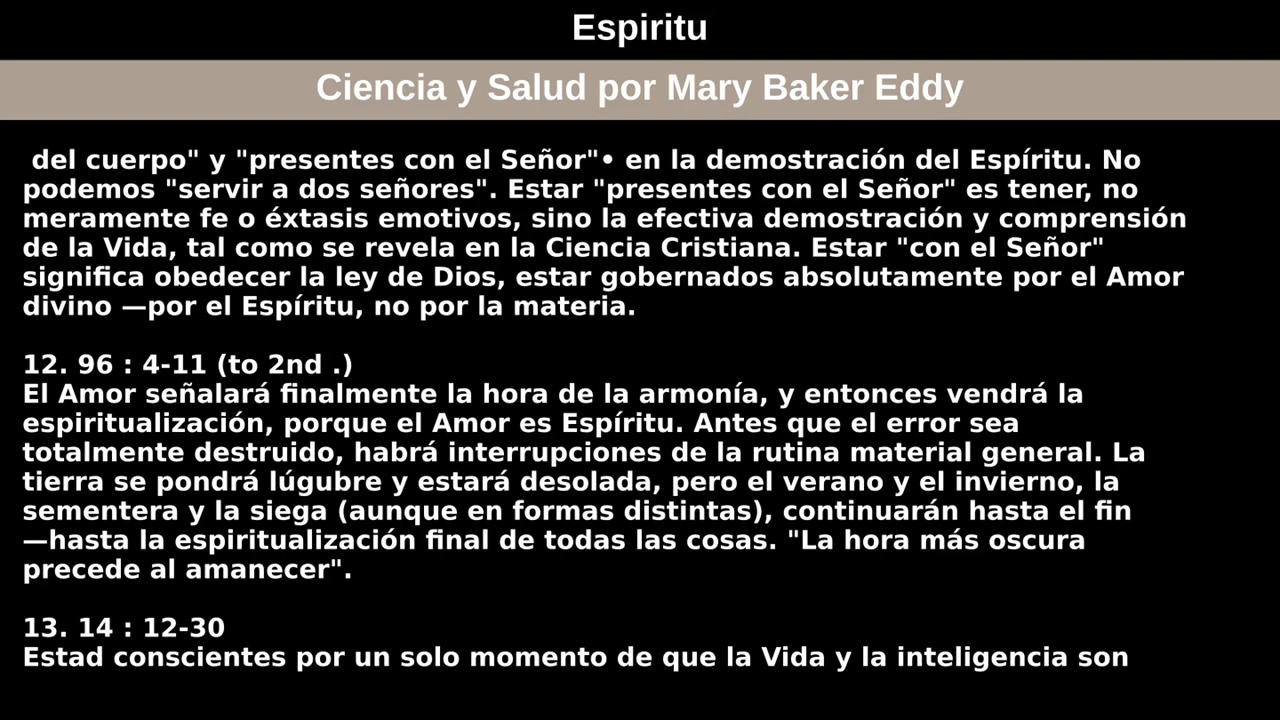 Espiritu
Ciencia y Salud por Mary Baker Eddy
del cuerpo" y "presentes con el Señor"• en la demostración del Espíritu. No
podemos "servir a dos señores". Estar "presentes con el Señor" es tener, no
meramente fe o éxtasis emotivos, sino la efectiva demostración y comprensión
de la Vida, tal como se revela en la Ciencia Cristiana. Estar "con el Señor"
significa obedecer la ley de Dios, estar gobernados absolutamente por el Amor
divino —por el Espíritu, no por la materia.
12. 96 : 4-11 (to 2nd .)
El Amor señalará finalmente la hora de la armonía, y entonces vendrá la
espiritualización, porque el Amor es Espíritu. Antes que el error sea
totalmente destruido, habrá interrupciones de la rutina material general. La
tierra se pondrá lúgubre y estará desolada, pero el verano y el invierno, la
sementera y la siega (aunque en formas distintas), continuarán hasta el fin
—hasta la espiritualización final de todas las cosas. "La hora más oscura
precede al amanecer".
13. 14 : 12-30
Estad conscientes por un solo momento de que la Vida y la inteligencia son